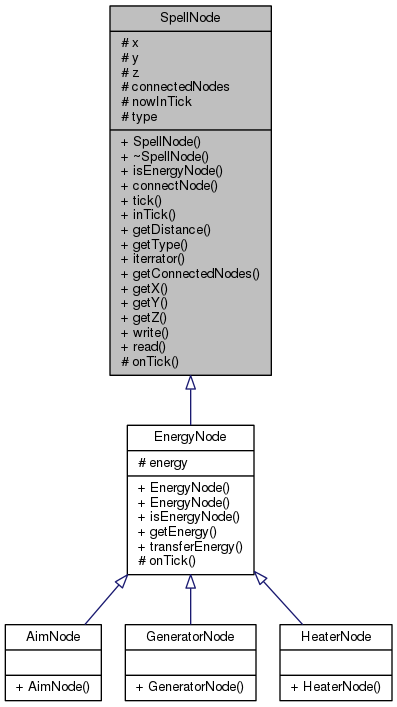 SpellNode
# x
# y
# z
# connectedNodes
# nowInTick
# type
+ SpellNode()
+ ~SpellNode()
+ isEnergyNode()
+ connectNode()
+ tick()
+ inTick()
+ getDistance()
+ getType()
+ iterrator()
+ getConnectedNodes()
+ getX()
+ getY()
+ getZ()
+ write()
+ read()
# onTick()
EnergyNode
# energy
+ EnergyNode()
+ EnergyNode()
+ isEnergyNode()
+ getEnergy()
+ transferEnergy()
# onTick()
AimNode
+ AimNode()
GeneratorNode
+ GeneratorNode()
HeaterNode
+ HeaterNode()